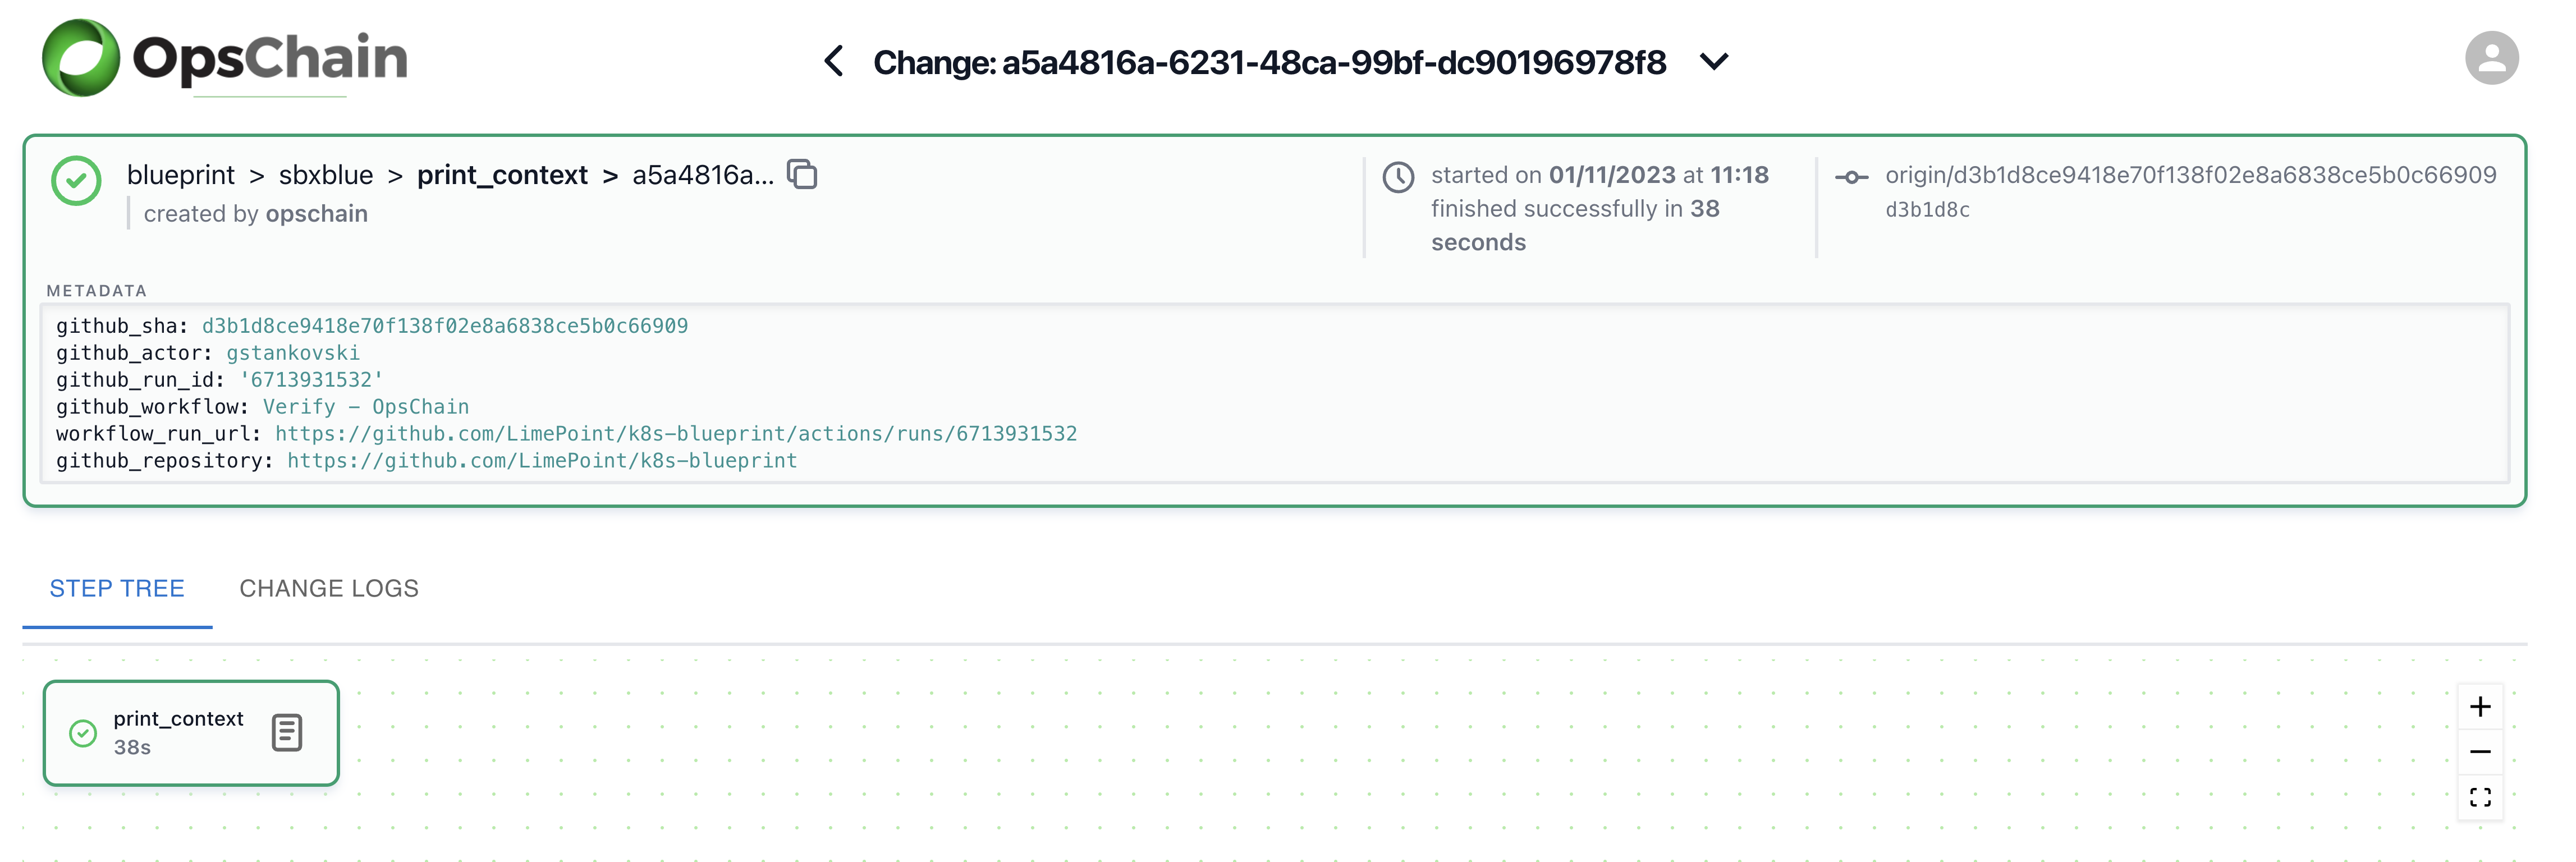 OpsChain
Change: a5a4816a-6231-48ca-99bf-dc90196978f8
blueprint > sbxblue > print_context > a5a4816a...
created by opschain
started on 01/11/2023 at 11:18
finished successfully in 38
seconds
origin/d3b1d8ce9418e70f138f02e8a6838ce5b0c66909
d3b1d8c
METADATA
github_sha: d3b1d8ce9418e70f138f02e8a6838ce5b0c66909
github_actor: gstankovski
github_run_id: '6713931532'
github_workflow: Verify - OpsChain
workflow_run_url: https://github.com/LimePoint/k8s-blueprint/actions/runs/6713931532
github_repository: https://github.com/LimePoint/k8s-blueprint
STEP TREE
CHANGE LOGS
print_context
38s